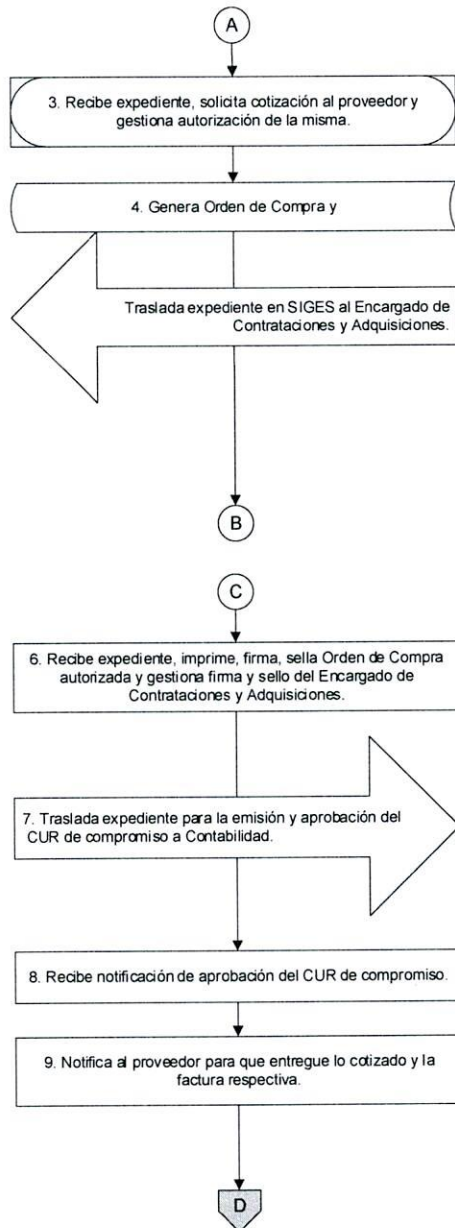 A
3. Recibe expediente, solicita cotización al proveedor y
gestiona autorización de la misma.
4. Genera Orden de Compra y
Traslada expediente en SIGES al Encargado de
Contrataciones y Adquisiciones.
B
C
6. Recibe expediente, imprime, firma, sella Orden de Compra
autorizada y gestiona firma y sello del Encargado de
Contrataciones y Adquisiciones.
7. Traslada expediente para la emisión y aprobación del
CUR de compromiso a Contabilidad.
8. Recibe notificación de aprobación del CUR de compromiso.
9. Notifica al proveedor para que entregue lo cotizado y la
factura respectiva.
D